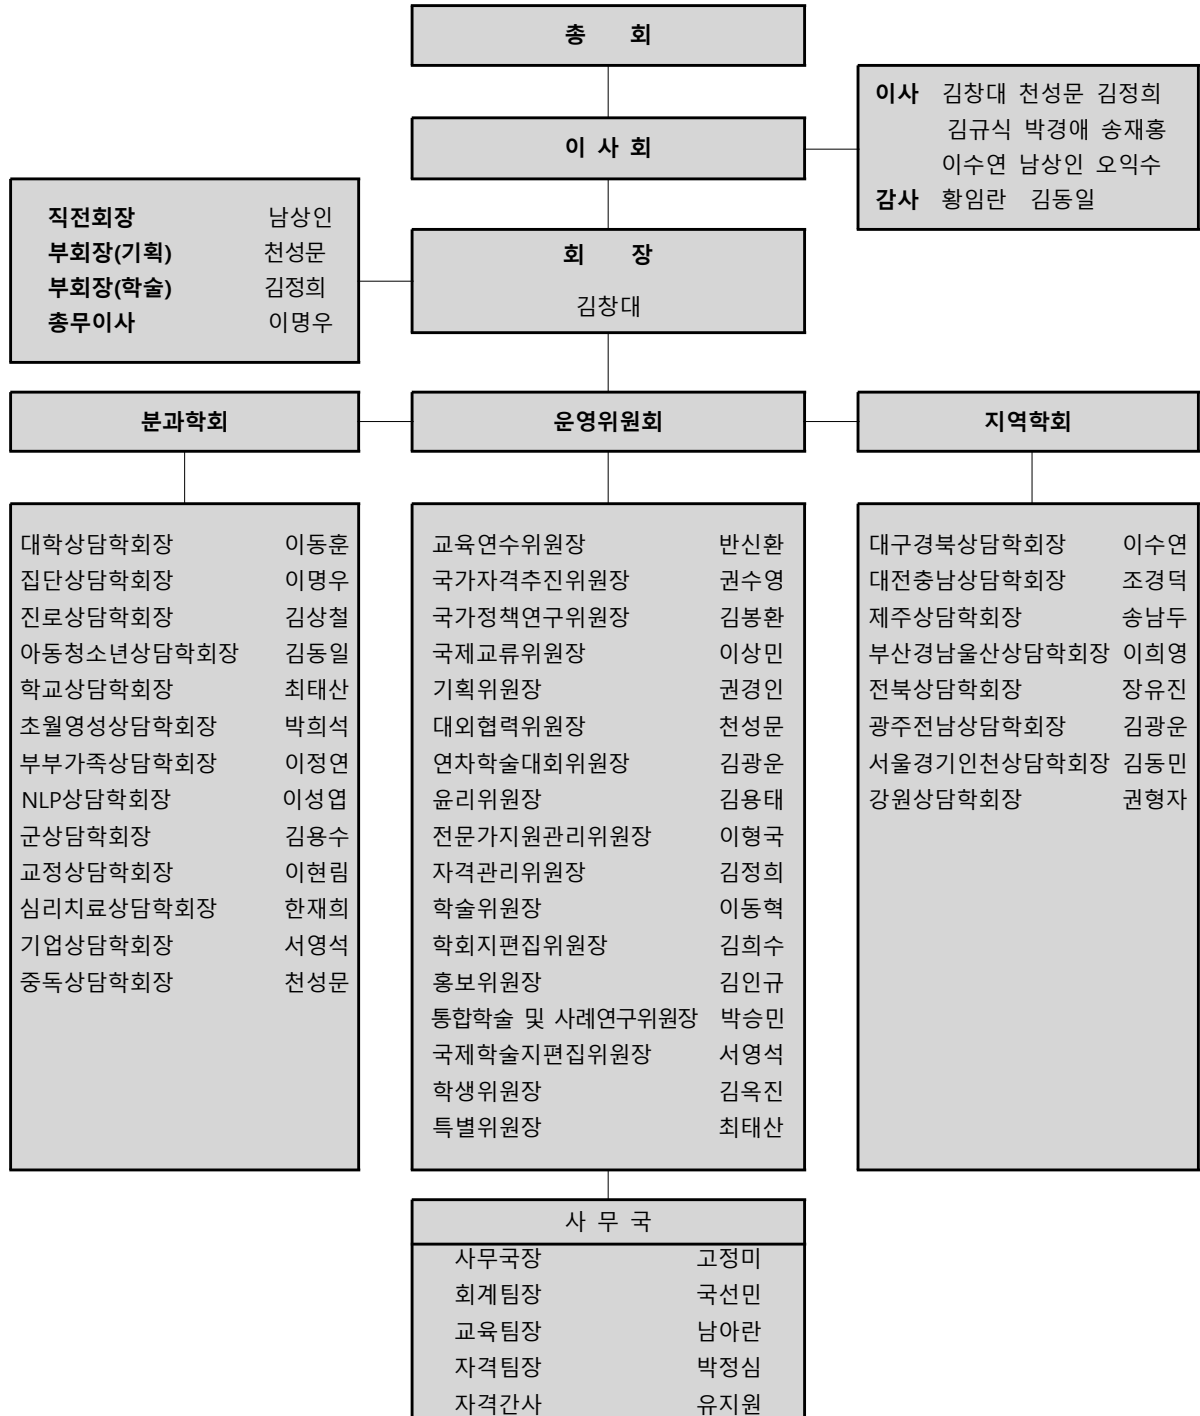 총 회
이 사 회
이사 김창대 천성문 김정희
김규식 박경애 송재홍
이수연 남상인 오익수
감사 황임란 김동일
직전회장 남상인
부회장(기획) 천성문
부회장(학술) 김정희
총무이사 이명우
회 장
김창대
분과학회
운영위원회
지역학회
대학상담학회장 이동훈
집단상담학회장 이명우
진로상담학회장 김상철
아동청소년상담학회장 김동일
학교상담학회장 최태산
초월영성상담학회장 박희석
부부가족상담학회장 이정연
NLP상담학회장 이성엽
군상담학회장 김용수
교정상담학회장 이현림
심리치료상담학회장 한재희
기업상담학회장 서영석
중독상담학회장 천성문
교육연수위원장 반신환
국가자격추진위원장 권수영
국가정책연구위원장 김봉환
국제교류위원장 이상민
기획위원장 권경인
대외협력위원장 천성문
연차학술대회위원장 김광운
윤리위원장 김용태
전문가지원관리위원장 이형국
자격관리위원장 김정희
학술위원장 이동혁
학회지편집위원장 김희수
홍보위원장 김인규
통합학술 및 사례연구위원장 박승민
국제학술지편집위원장 서영석
학생위원장 김옥진
특별위원장 최태산
대구경북상담학회장 이수연
대전충남상담학회장 조경덕
제주상담학회장 송남두
부산경남울산상담학회장 이희영
전북상담학회장 장유진
광주전남상담학회장 김광운
서울경기인천상담학회장 김동민
강원상담학회장 권형자
사 무 국
사무국장 고정미
회계팀장 국선민
교육팀장 남아란
자격팀장 박정심
자격간사 유지원